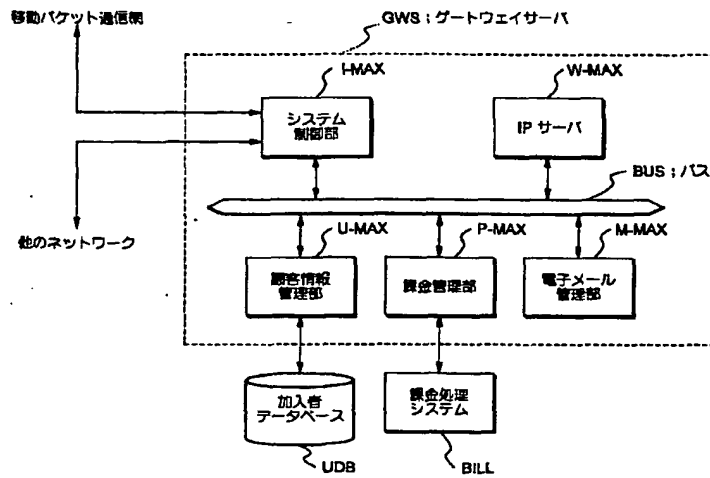 移動パケット通信網
GWS；ゲートウェイサーバ
I-MAX
W-MAX
システム
制御部
IP サーバ
BUS；バス
他のネットワーク
U-MAX
P-MAX
M-MAX
顧客情報
管理部
課金管理部
電子メール
管理部
加入者
データベース
課金処理
システム
UDB
BILL